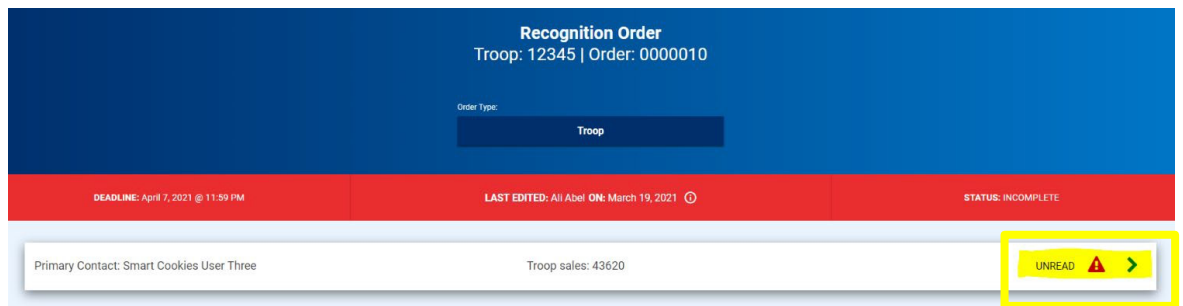 Recognition Order
Troop: 12345 | Order: 0000010
Order Type:
Troop
DEADLINE: April 7, 2021 @ 11:59 PM
LAST EDITED: Ali Abel ON: March 19, 2021
STATUS: INCOMPLETE
Primary Contact: Smart Cookies User Three
Troop sales: 43620
UNREAD